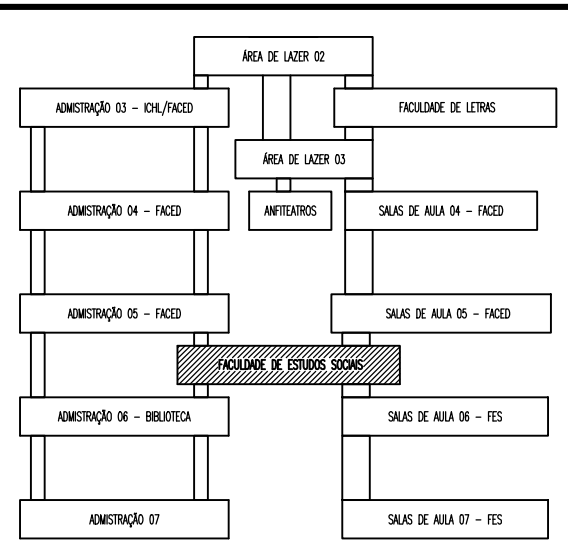 ÁREA DE LAZER 02
ADMISTRAÇÃO 03 - ICHL/FACED
FACULDADE DE LETRAS
ÁREA DE LAZER 03
ADMISTRAÇÃO 04 - FACED
ANFITEATROS
SALAS DE AULA 04 - FACED
ADMISTRAÇÃO 05 - FACED
SALAS DE AULA 05 - FACED
FACULDADE DE ESTUDOS SOCIAIS
ADMISTRAÇÃO 06 - BIBLIOTECA
SALAS DE AULA 06 - FES
ADMISTRAÇÃO 07
SALAS DE AULA 07 - FES